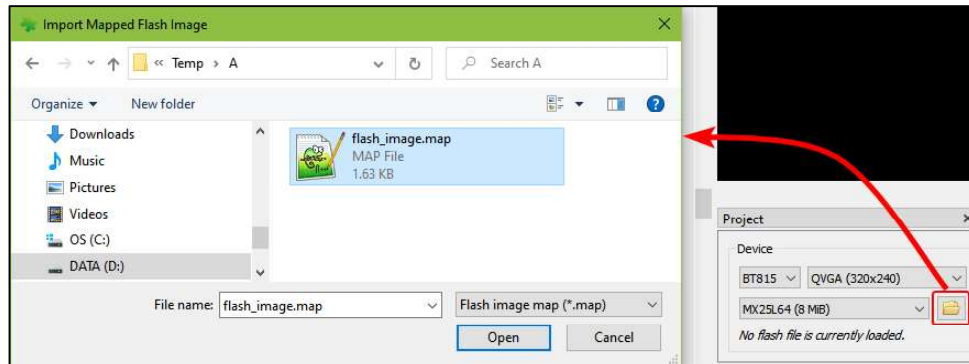 Import Mapped Flash Image
« Temp › A
Search A
Organize
New folder
Downloads
Music
Pictures
Videos
OS (C:)
DATA (D:)
flash_image.map
MAP File
1.63 KB
File name: flash_image.map
Flash image map (*.map)
Open
Cancel
Project
Device
BT815
QVGA (320x240)
MX25L64 (8 MiB)
No flash file is currently loaded.